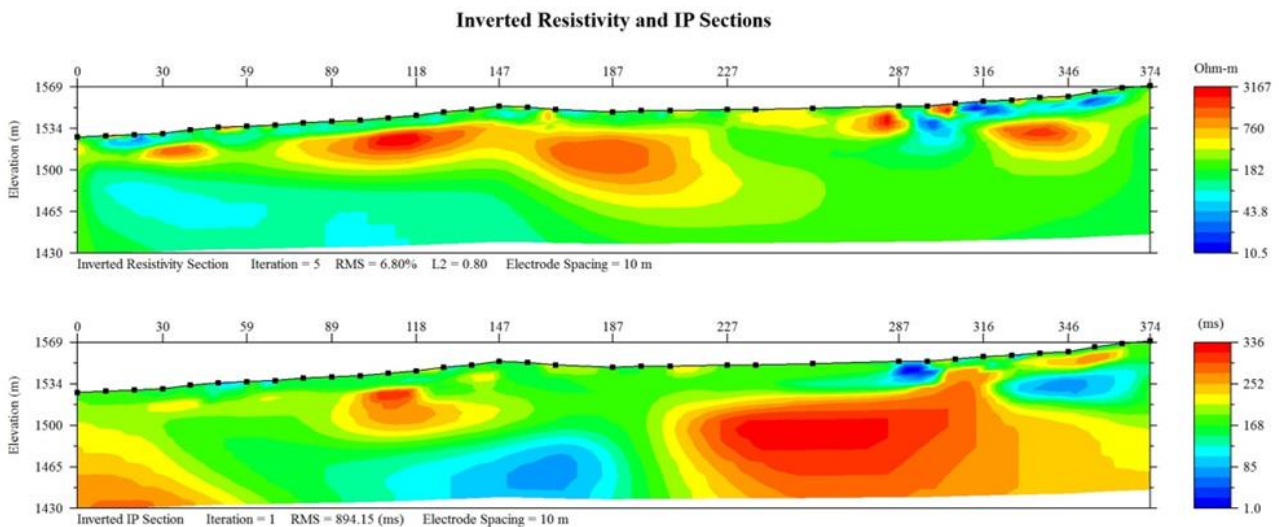 Inverted Resistivity and IP Sections
0 30 59 89 118 147 187 227 287 316 346 374
Ohm-m
1569
1534
1500
1465
1430
Elevation (m)
3167
760
182
43.8
10.5
Inverted Resistivity Section Iteration = 5 RMS = 6.80% L2 = 0.80 Electrode Spacing = 10 m
0 30 59 89 118 147 187 227 287 316 346 374
(ms)
1569
1534
1500
1465
1430
Elevation (m)
336
252
168
85
1.0
Inverted IP Section Iteration = 1 RMS = 894.15 (ms) Electrode Spacing = 10 m